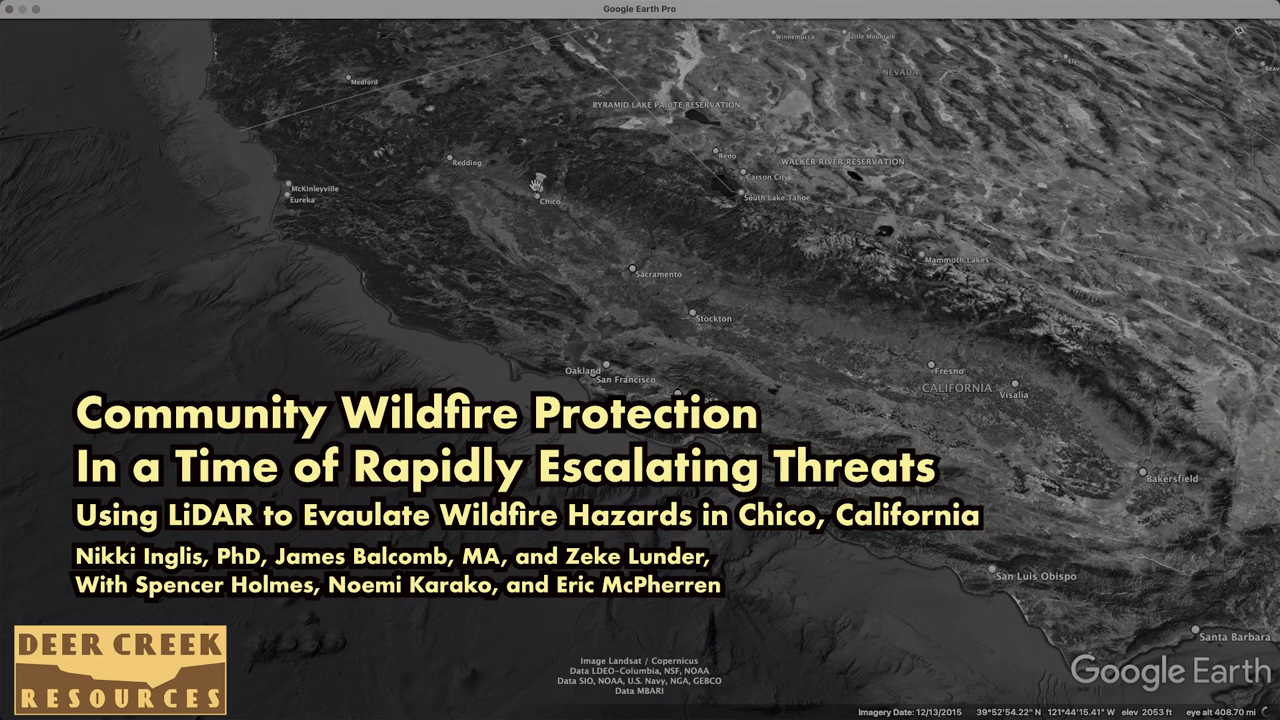 Google Earth Pro
Winnemucca
Battle Mountain
Ely
Medford
NEVADA
PYRAMID LAKE PAIUTE RESERVATION
Reno
Redding
WALKER RIVER RESERVATION
Carson City
McKinleyville
Eureka
Chico
South Lake Tahoe
Mammoth Lakes
Sacramento
Stockton
Oakland
San Francisco
Fresno
CALIFORNIA
Visalia
Community Wildfire Protection
In a Time of Rapidly Escalating Threats
Bakersfield
Using LiDAR to Evaulate Wildfire Hazards in Chico, California
Nikki Inglis, PhD, James Balcomb, MA, and Zeke Lunder,
With Spencer Holmes, Noemi Karako, and Eric McPherren
San Luis Obispo
DEER CREEK
RESOURCES
Santa Barbara
Image Landsat / Copernicus
Data LDEO-Columbia, NSF, NOAA
Data SIO, NOAA, U.S. Navy, NGA, GEBCO
Data MBARI
Google Earth
Imagery Date: 12/13/2015 39°52'54.22" N 121°44'15.41" W elev 2053 ft eye alt 408.70 mi